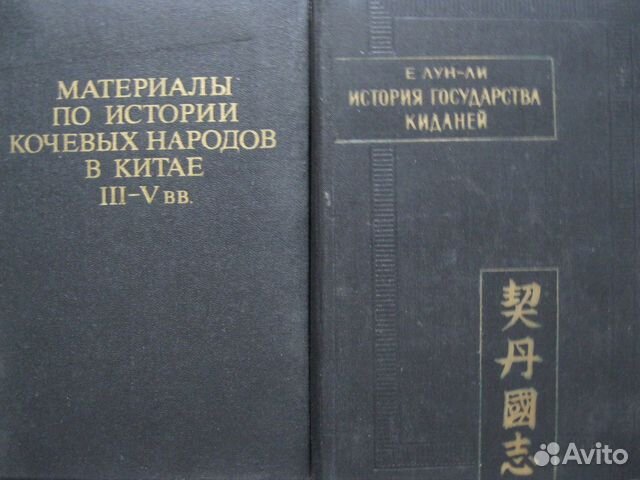 МАТЕРИАЛЫ
ПО ИСТОРИИ
КОЧЕВЫХ НАРОДОВ
В КИТАЕ
III–V ВВ.
Е ЛУН-ЛИ
ИСТОРИЯ ГОСУДАРСТВА
КИДАНЕЙ
契丹國志
Avito